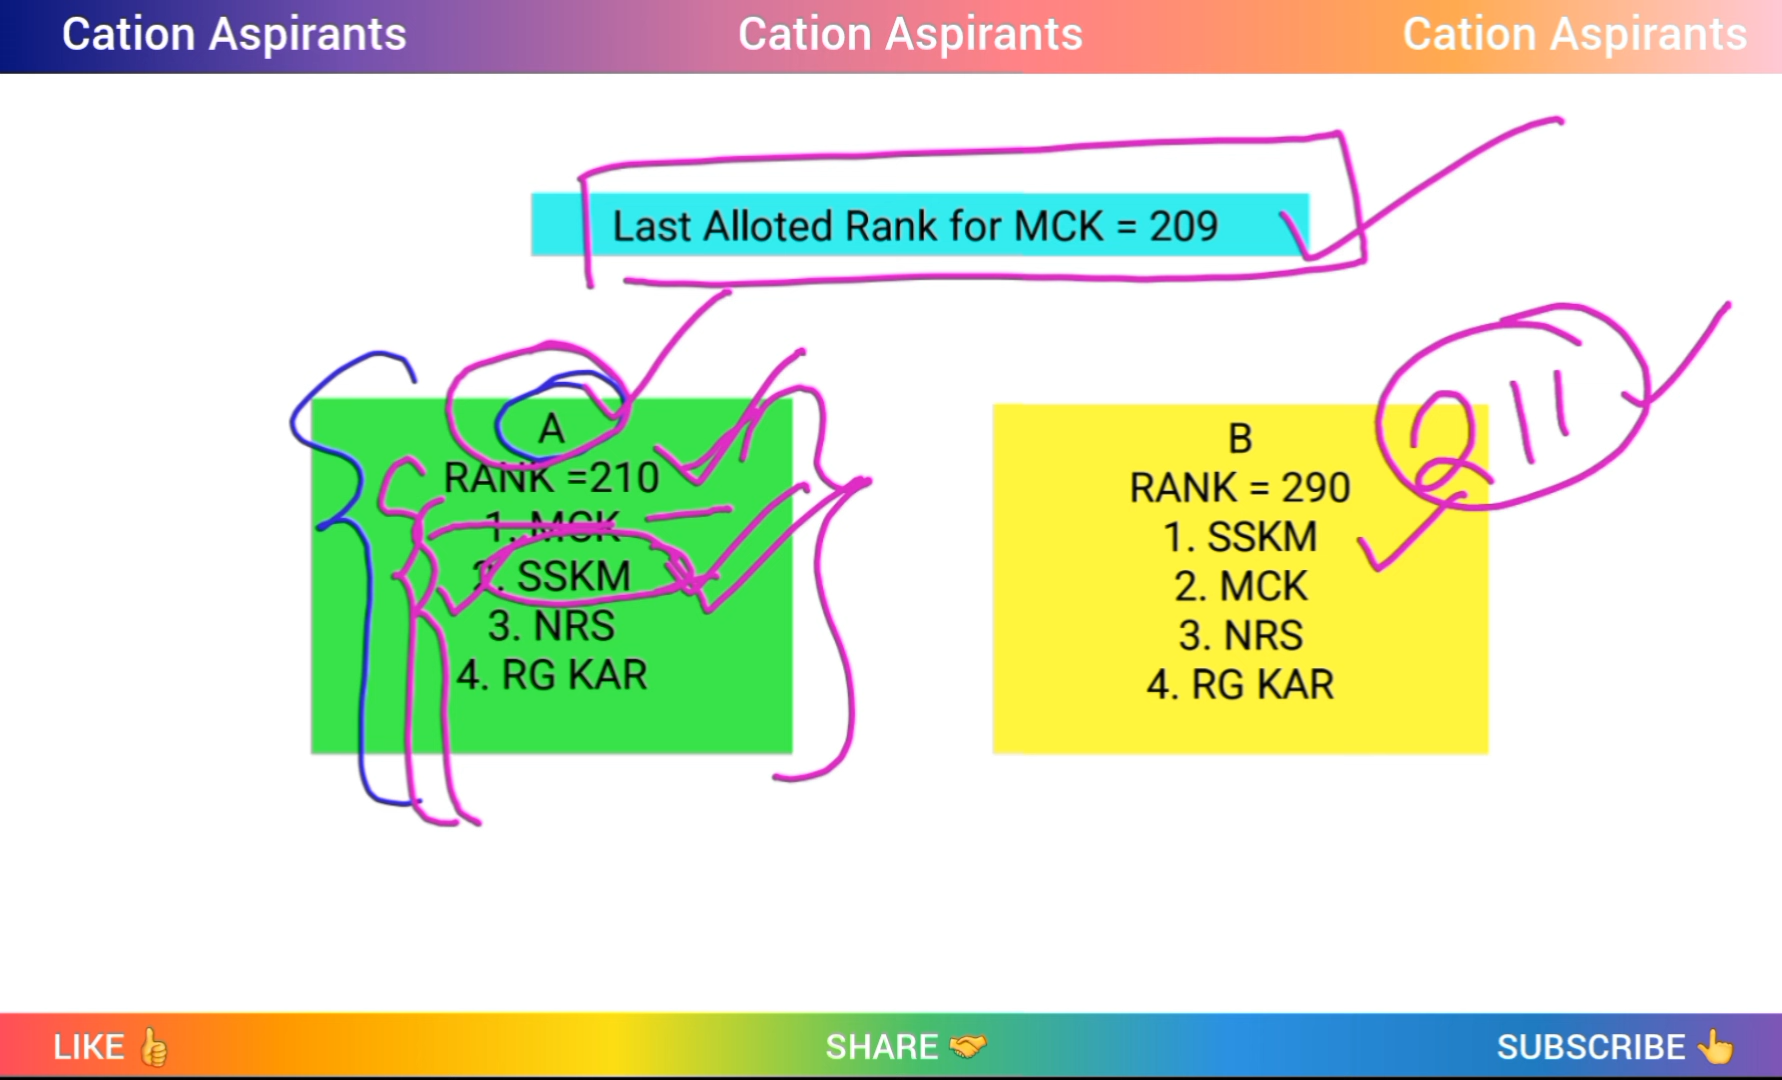 Cation Aspirants Cation Aspirants Cation Aspirants
Last Alloted Rank for MCK = 209
A
RANK =210
1. MCK
2. SSKM
3. NRS
4. RG KAR
211
B
RANK = 290
1. SSKM
2. MCK
3. NRS
4. RG KAR
LIKE 👍 SHARE 🤝 SUBSCRIBE 👆